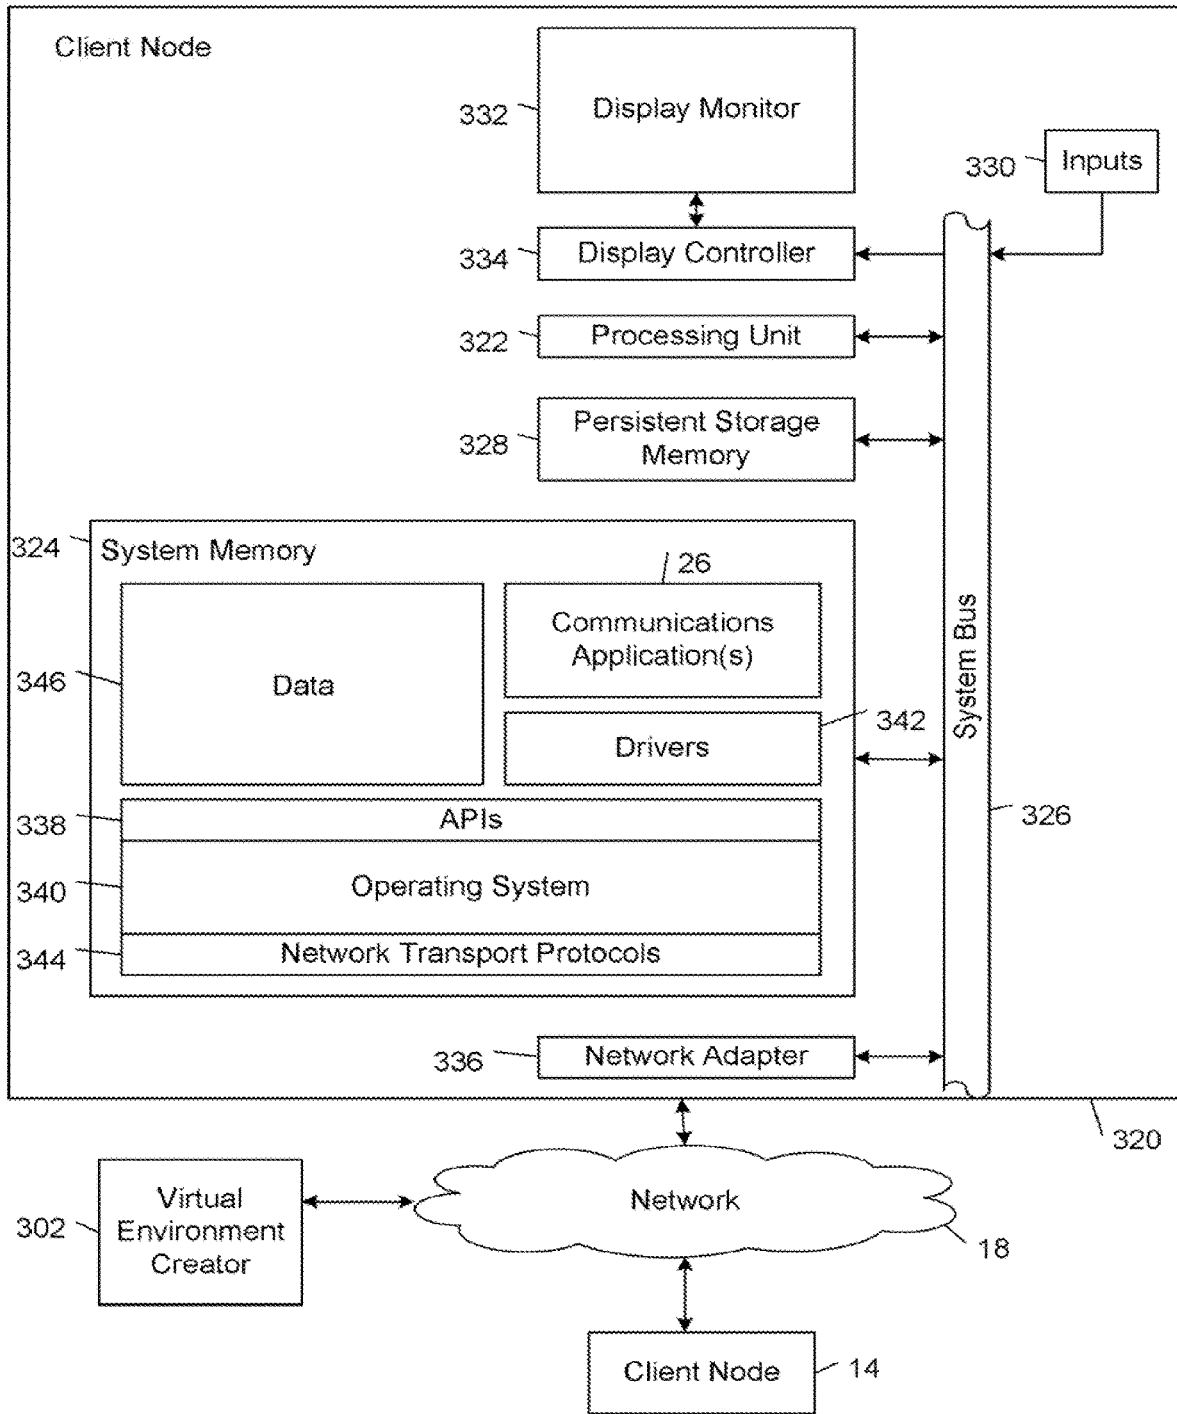 Client Node
332
Display Monitor
330
Inputs
334
Display Controller
322
Processing Unit
328
Persistent Storage
Memory
324
System Memory
26
346
Data
Communications
Application(s)
342
Drivers
System Bus
326
338
APIs
340
Operating System
344
Network Transport Protocols
336
Network Adapter
320
302
Virtual
Environment
Creator
Network
18
Client Node
14